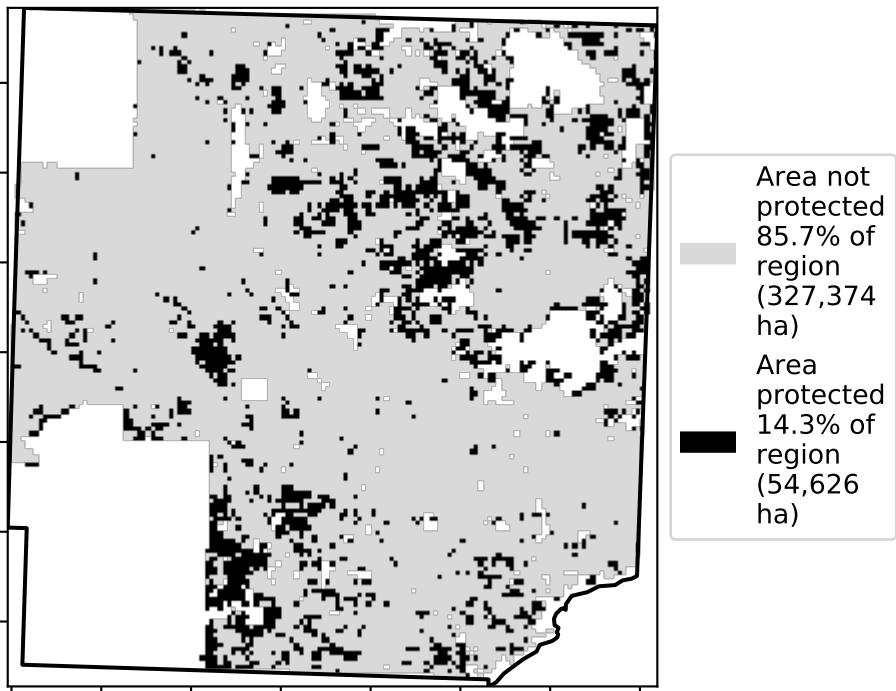 Area not
protected
85.7% of
region
(327,374
ha)
Area
protected
14.3% of
region
(54,626
ha)